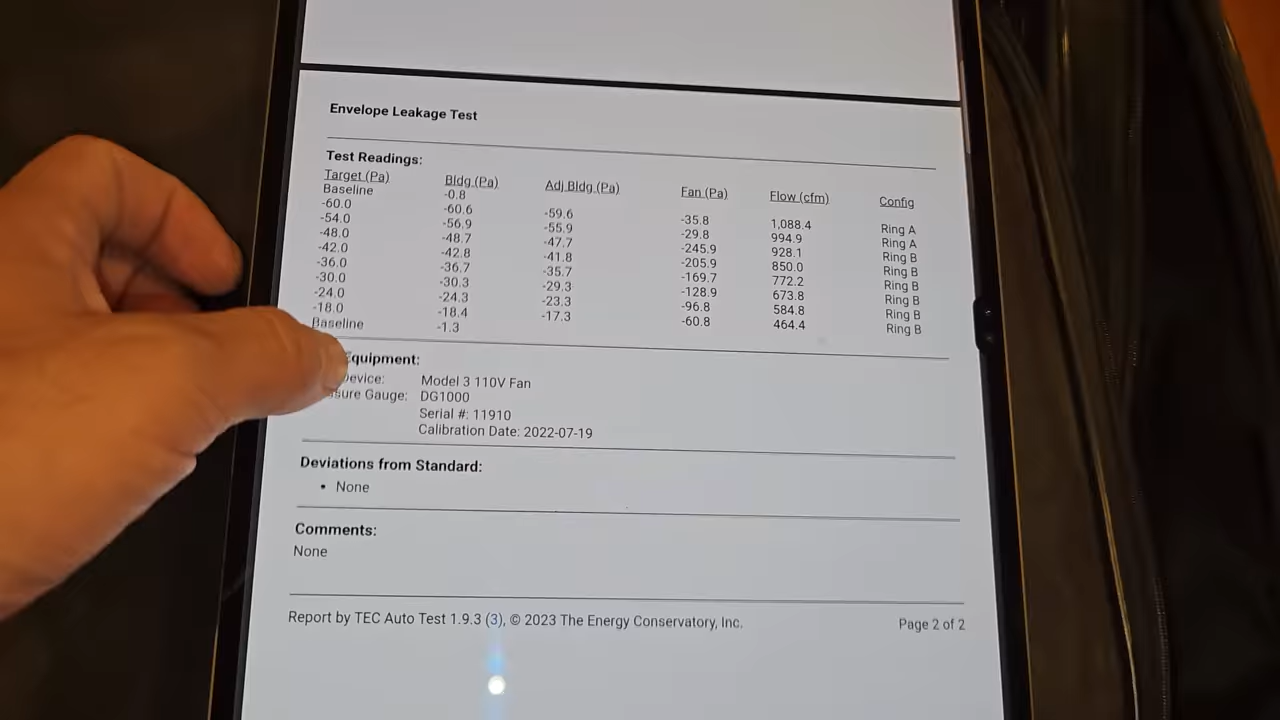 Envelope Leakage Test
Test Readings:
Target (Pa) Bldg (Pa) Adj Bldg (Pa) Fan (Pa) Flow (cfm) Config
Baseline -0.8
-60.0 -60.6 -59.6 -35.8 1,088.4 Ring A
-54.0 -56.9 -55.9 -29.8 994.9 Ring A
-48.0 -48.7 -47.7 -245.9 928.1 Ring B
-42.0 -42.8 -41.8 -205.9 850.0 Ring B
-36.0 -36.7 -35.7 -169.7 772.2 Ring B
-30.0 -30.3 -29.3 -128.9 673.8 Ring B
-24.0 -24.3 -23.3 -96.8 584.8 Ring B
-18.0 -18.4 -17.3 -60.8 464.4 Ring B
Baseline -1.3
Equipment:
Device: Model 3 110V Fan
sure Gauge: DG1000
Serial #: 11910
Calibration Date: 2022-07-19
Deviations from Standard:
• None
Comments:
None
Report by TEC Auto Test 1.9.3 (3), © 2023 The Energy Conservatory, Inc. Page 2 of 2